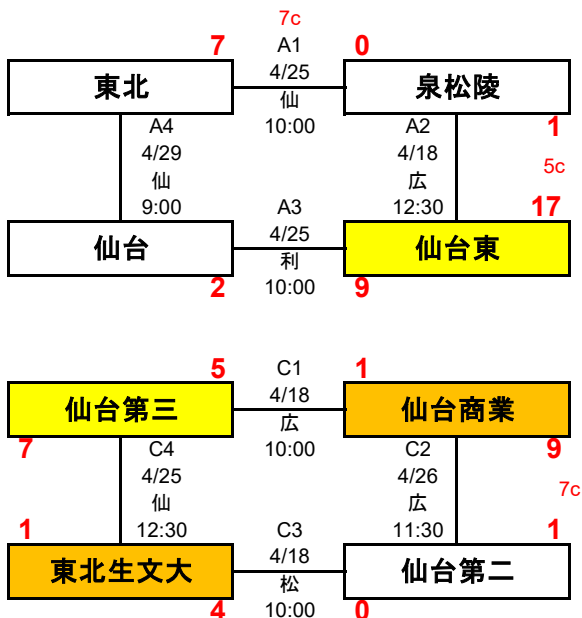 7c
7 A1 0
東北 4/25 泉松陵
仙
10:00
1
A4
4/29
仙
9:00
A2
4/18
広
12:30
5c
17
A3
仙台 4/25 仙台東
利
2 10:00 9
5 C1 1
仙台第三 4/18 仙台商業
広
7 10:00 9
C4
4/25
仙
12:30
C2
4/26
広
11:30
7c
1 C3 1
東北生文大 4/18 仙台第二
松
4 10:00 0